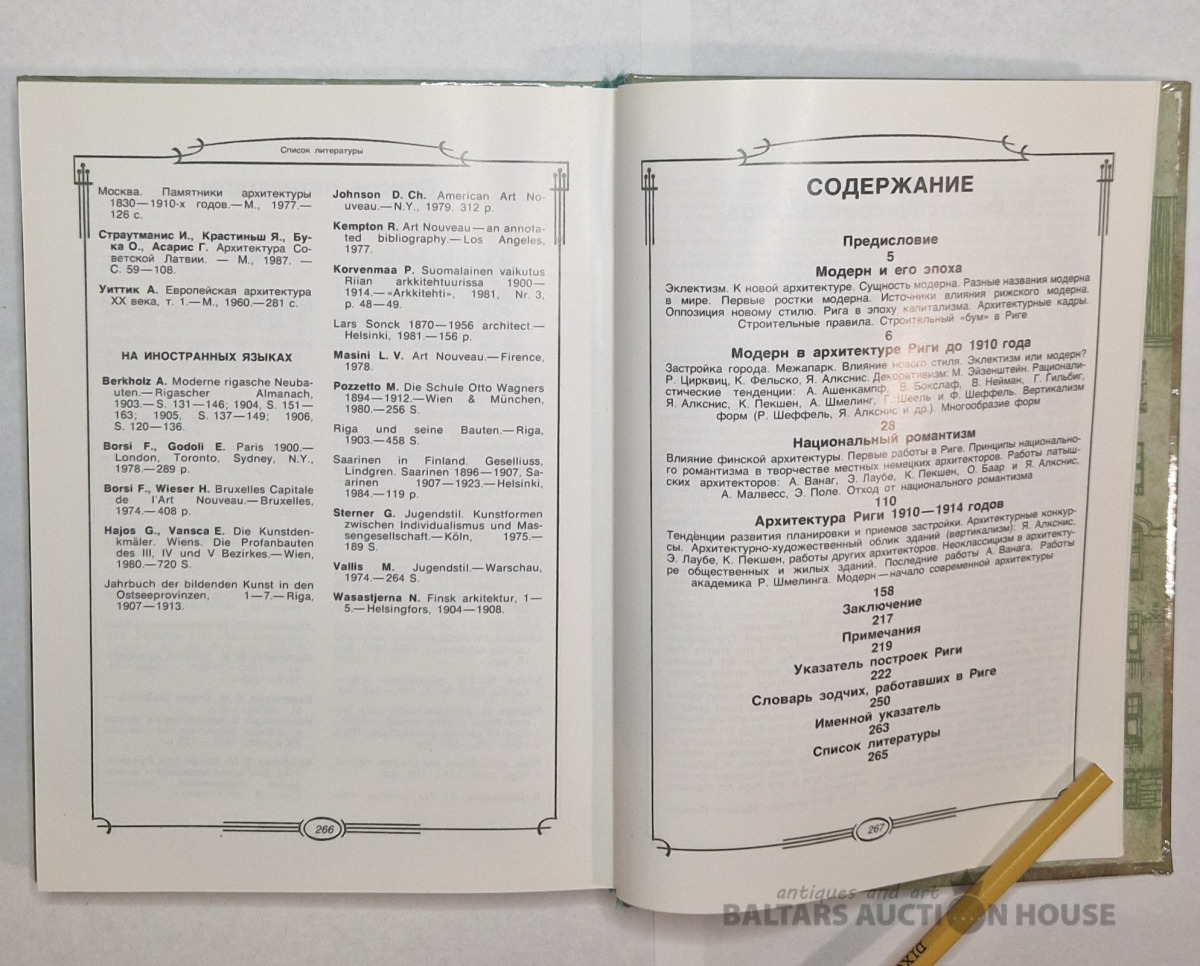 Список литературы
Москва. Памятники архитектуры
1830—1910-х годов.—М., 1977.—
126 с.
Страутманис И., Крастиньш Я., Бу-
ка О., Асарис Г. Архитектура Со-
ветской Латвии. — М., 1987. —
С. 59—108.
Уиттик А. Европейская архитектура
XX века, т. 1.—М., 1960.—281 с.
НА ИНОСТРАННЫХ ЯЗЫКАХ
Berkholz A. Moderne rigasche Neuba-
uten.—Rigascher Almanach,
1903.—S. 131—146; 1904, S. 151—
163; 1905, S. 137—149; 1906,
S. 120—136.
Borsi F., Godoli E. Paris 1900.—
London, Toronto, Sydney, N.Y.,
1978.—289 p.
Borsi F., Wieser H. Bruxelles Capitale
de l'Art Nouveau.—Bruxelles,
1974.—408 p.
Hajos G., Vansca E. Die Kunstden-
kmäler. Wiens. Die Profanbauten
des III, IV und V Bezirkes.—Wien,
1980.—720 S.
Jahrbuch der bildenden Kunst in den
Ostseeprovinzen, 1—7.—Riga,
1907—1913.
Johnson D. Ch. American Art No-
uveau.—N.Y., 1979. 312 p.
Kempton R. Art Nouveau—an annota-
ted bibliography.—Los Angeles,
1977.
Korvenmaa P. Suomalainen vaikutus
Riian arkkitehtuurissa 1900—
1914.—«Arkkitehti», 1981, Nr. 3,
p. 48—49.
Lars Sonck 1870—1956 architect.—
Helsinki, 1981.—156 p.
Masini L. V. Art Nouveau.—Firence,
1978.
Pozzetto M. Die Schule Otto Wagners
1894—1912.—Wien & München,
1980.—256 S.
Riga und seine Bauten.—Riga,
1903.—458 S.
Saarinen in Finland. Geselliuss,
Lindgren. Saarinen 1896—1907, Sa-
arinen 1907—1923.—Helsinki,
1984.—119 p.
Sterner G. Jugendstil. Kunstformen
zwischen Individualismus und Mas-
sengesellschaft.—Köln, 1975.—
189 S.
Vallis M. Jugendstil.—Warschau,
1974.—264 S.
Wasastjerna N. Finsk arkitektur, 1—
5.—Helsingfors, 1904—1908.
266
СОДЕРЖАНИЕ
Предисловие
5
Модерн и его эпоха
Эклектизм. К новой архитектуре. Сущность модерна. Разные названия модерна
в мире. Первые ростки модерна. Источники влияния рижского модерна.
Оппозиция новому стилю. Рига в эпоху капитализма. Архитектурные кадры.
Строительные правила. Строительный «бум» в Риге
6
Модерн в архитектуре Риги до 1910 года
Застройка города. Межапарк. Влияние нового стиля. Эклектизм или модерн?
Р. Цирквиц, К. Фельско, Я. Алкснис. Декоративизм: М. Эйзенштейн. Рационали-
стические тенденции: А. Ашенкампф, В. Бокслаф, В. Нейман, Г. Гильбиг,
Я. Алкснис, К. Пекшен, А. Шмелинг, Г. Шеель и Ф. Шеффель. Вертикализм
форм (Р. Шеффель, Я. Алкснис и др.). Многообразие форм
28
Национальный романтизм
Влияние финской архитектуры. Первые работы в Риге. Принципы национально-
го романтизма в творчестве местных немецких архитекторов. Работы латыш-
ских архитекторов: А. Ванаг, Э. Лаубе, К. Пекшен, О. Баар и Я. Алкснис,
А. Малвесс, Э. Поле. Отход от национального романтизма
110
Архитектура Риги 1910—1914 годов
Тенденции развития планировки и приемов застройки. Архитектурные конкур-
сы. Архитектурно-художественный облик зданий (вертикализм): Я. Алкснис,
Э. Лаубе, К. Пекшен, работы других архитекторов. Неоклассицизм в архитекту-
ре общественных и жилых зданий. Последние работы А. Ванага. Работы
академика Р. Шмелинга. Модерн—начало современной архитектуры
158
Заключение
217
Примечания
219
Указатель построек Риги
222
Словарь зодчих, работавших в Риге
250
Именной указатель
263
Список литературы
265
267
antiques and art
BALTARS AUCTION HOUSE